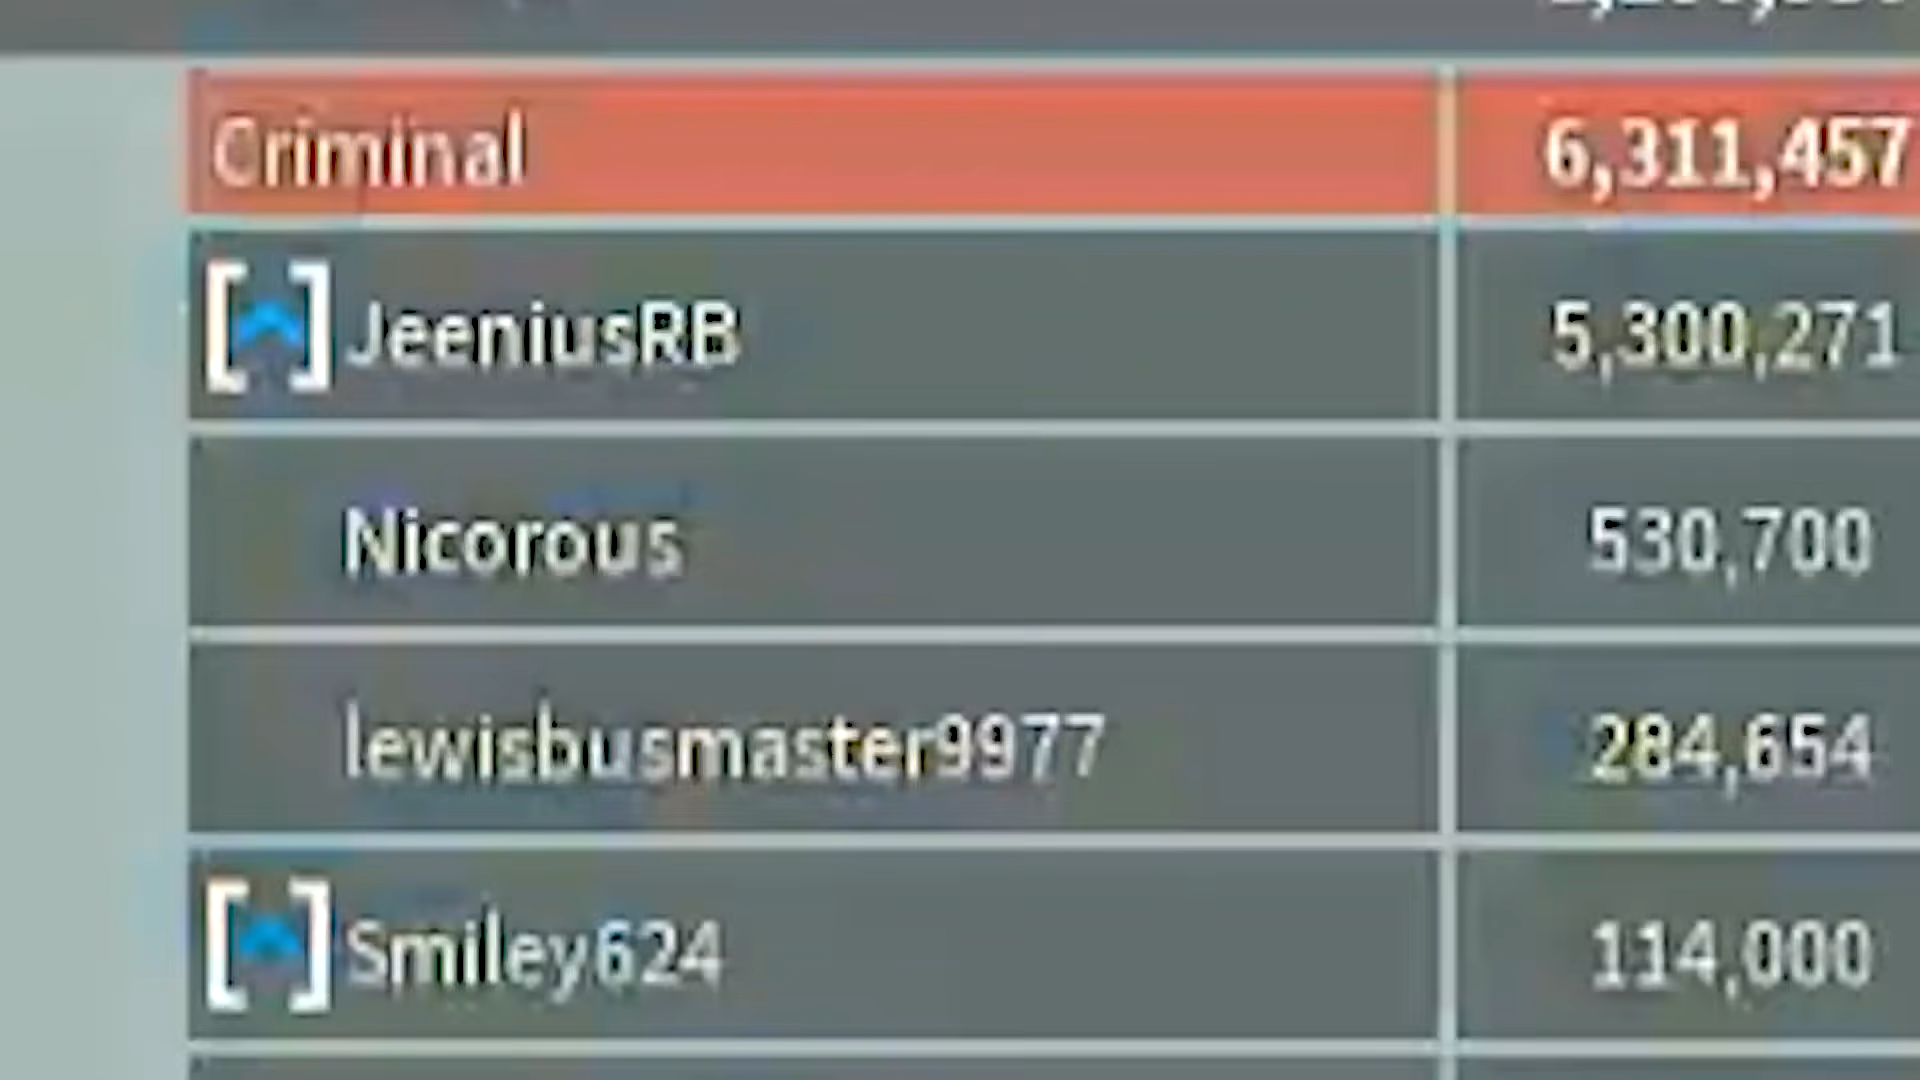 Criminal 6,311,457
JeeniusRB 5,300,271
Nicorous 530,700
lewisbusmaster9977 284,654
Smiley624 114,000